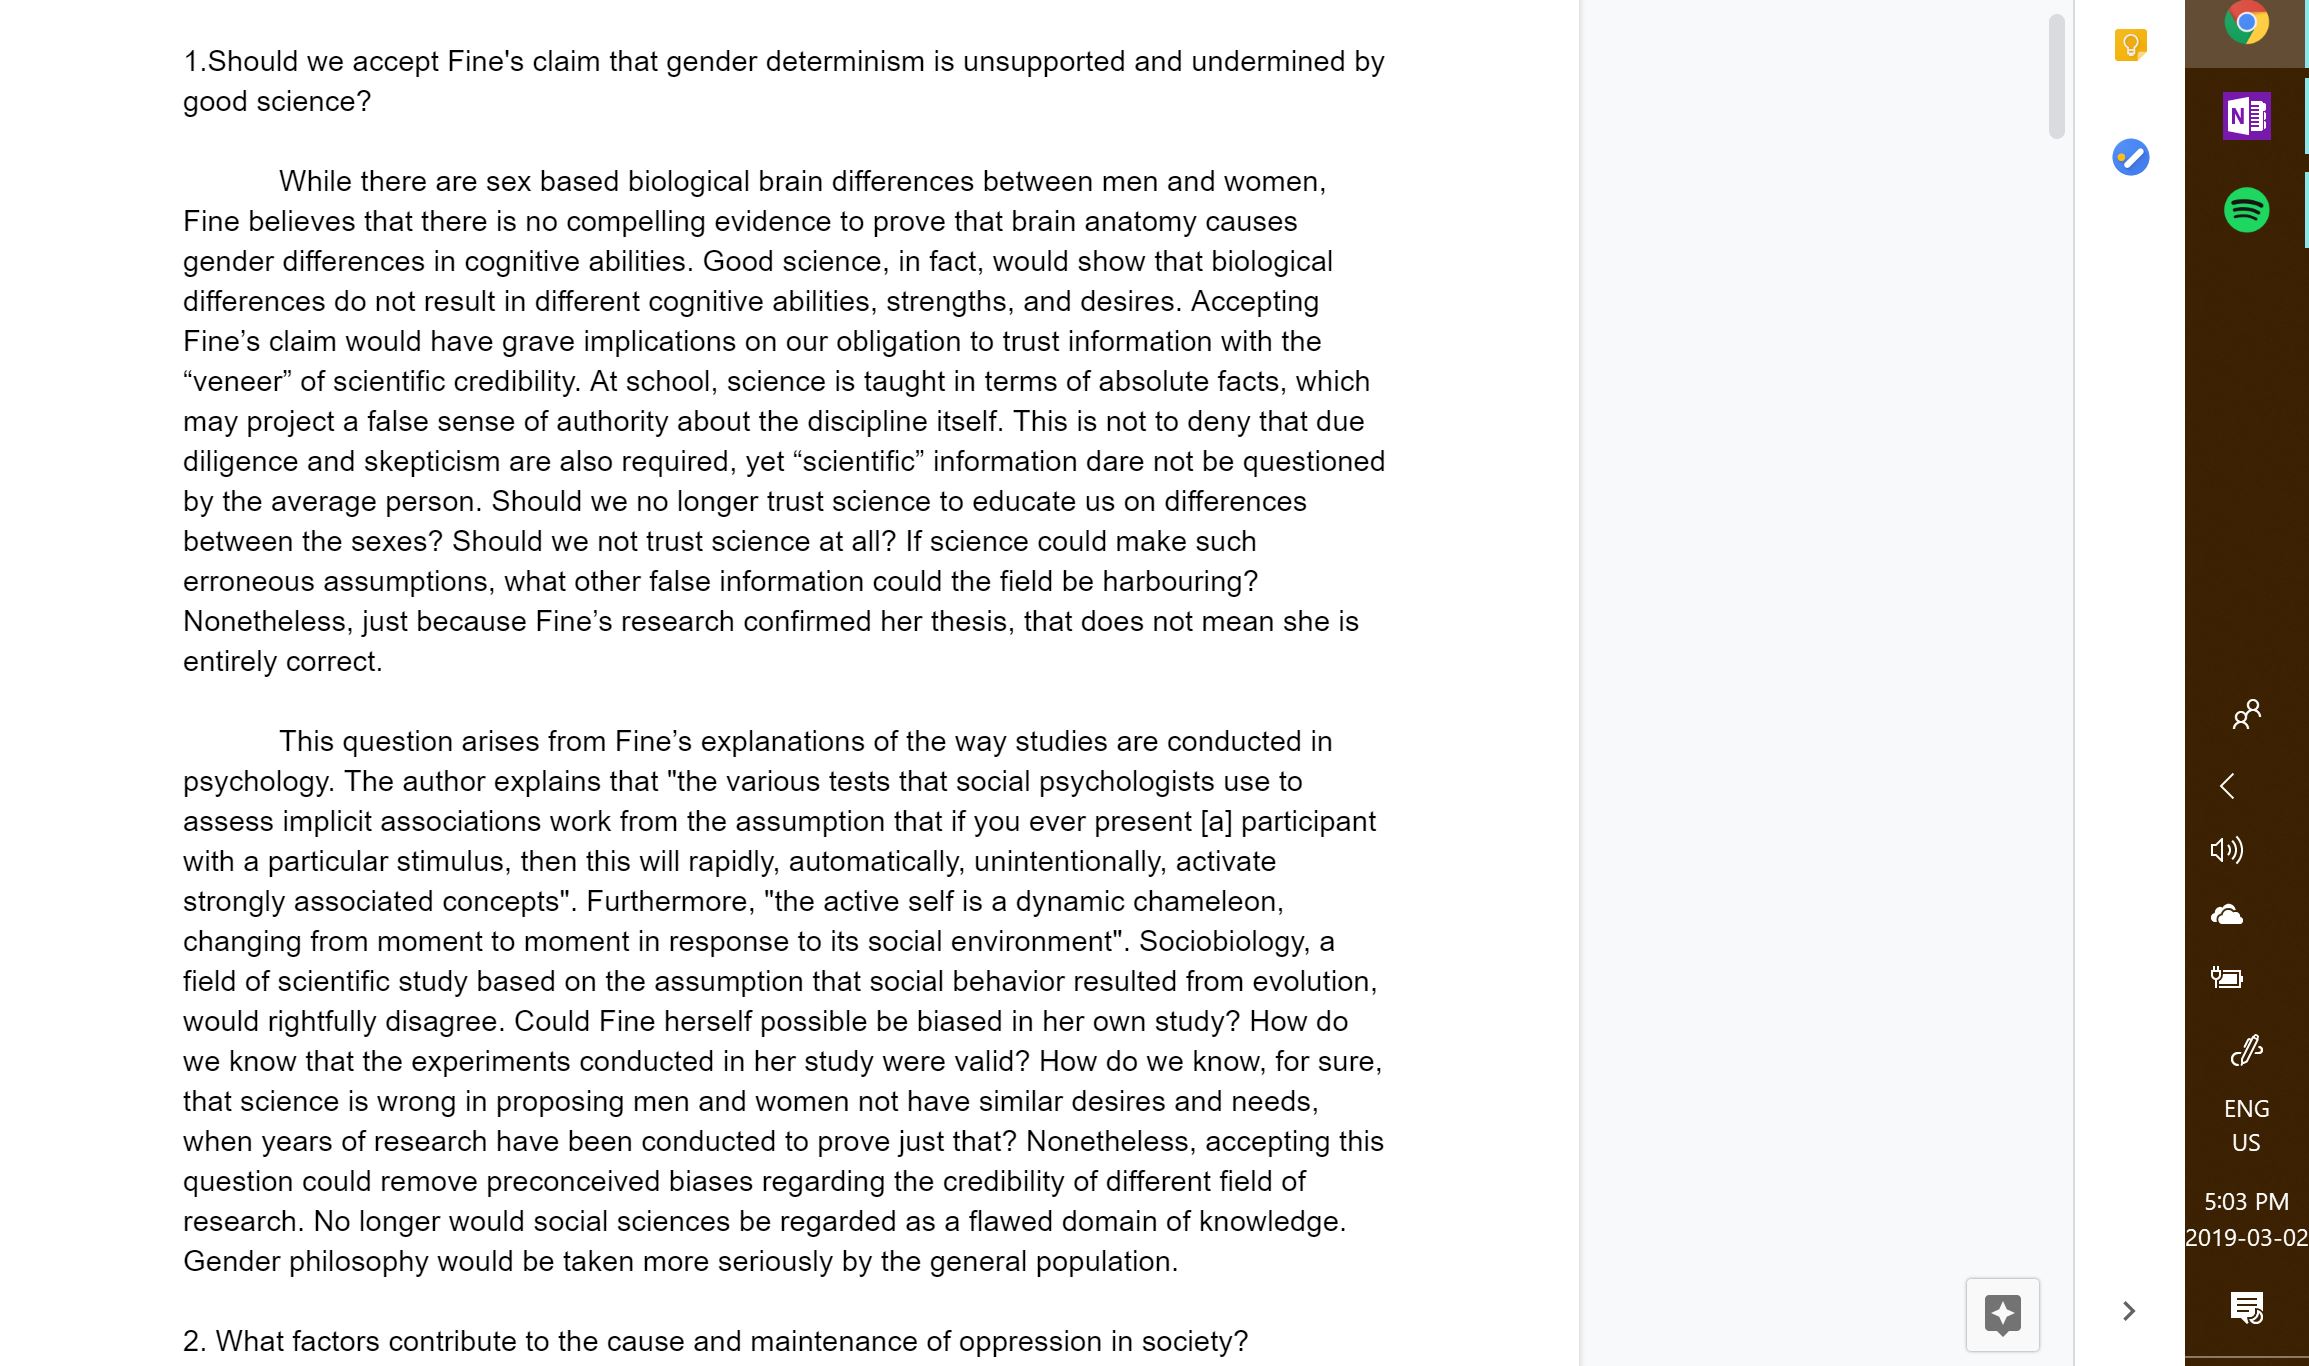 1.Should we accept Fine's claim that gender determinism is unsupported and undermined by
good science?
While there are sex based biological brain differences between men and women,
Fine believes that there is no compelling evidence to prove that brain anatomy causes
gender differences in cognitive abilities. Good science, in fact, would show that biological
differences do not result in different cognitive abilities, strengths, and desires. Accepting
Fine’s claim would have grave implications on our obligation to trust information with the
“veneer” of scientific credibility. At school, science is taught in terms of absolute facts, which
may project a false sense of authority about the discipline itself. This is not to deny that due
diligence and skepticism are also required, yet “scientific” information dare not be questioned
by the average person. Should we no longer trust science to educate us on differences
between the sexes? Should we not trust science at all? If science could make such
erroneous assumptions, what other false information could the field be harbouring?
Nonetheless, just because Fine’s research confirmed her thesis, that does not mean she is
entirely correct.
This question arises from Fine’s explanations of the way studies are conducted in
psychology. The author explains that "the various tests that social psychologists use to
assess implicit associations work from the assumption that if you ever present [a] participant
with a particular stimulus, then this will rapidly, automatically, unintentionally, activate
strongly associated concepts". Furthermore, "the active self is a dynamic chameleon,
changing from moment to moment in response to its social environment". Sociobiology, a
field of scientific study based on the assumption that social behavior resulted from evolution,
would rightfully disagree. Could Fine herself possible be biased in her own study? How do
we know that the experiments conducted in her study were valid? How do we know, for sure,
that science is wrong in proposing men and women not have similar desires and needs,
when years of research have been conducted to prove just that? Nonetheless, accepting this
question could remove preconceived biases regarding the credibility of different field of
research. No longer would social sciences be regarded as a flawed domain of knowledge.
Gender philosophy would be taken more seriously by the general population.
2. What factors contribute to the cause and maintenance of oppression in society?
N
ENG
US
5:03 PM
2019-03-02